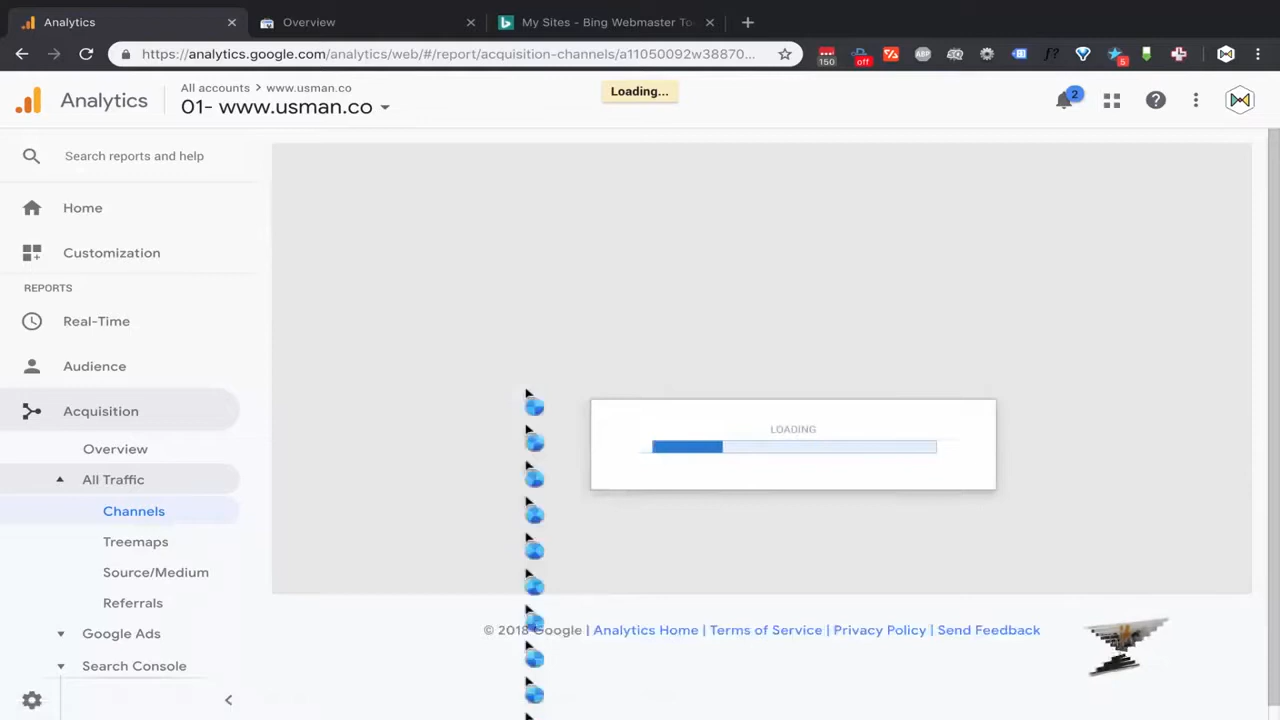 Analytics
Overview
My Sites - Bing Webmaster Too
https://analytics.google.com/analytics/web/#/report/acquisition-channels/a11050092w38870...
150
off
ABP
f?
5
Analytics
All accounts > www.usman.co
01- www.usman.co
Loading...
2
Search reports and help
Home
Customization
REPORTS
Real-Time
Audience
Acquisition
Overview
All Traffic
Channels
Treemaps
Source/Medium
Referrals
Google Ads
Search Console
LOADING
© 2018 Google | Analytics Home | Terms of Service | Privacy Policy | Send Feedback